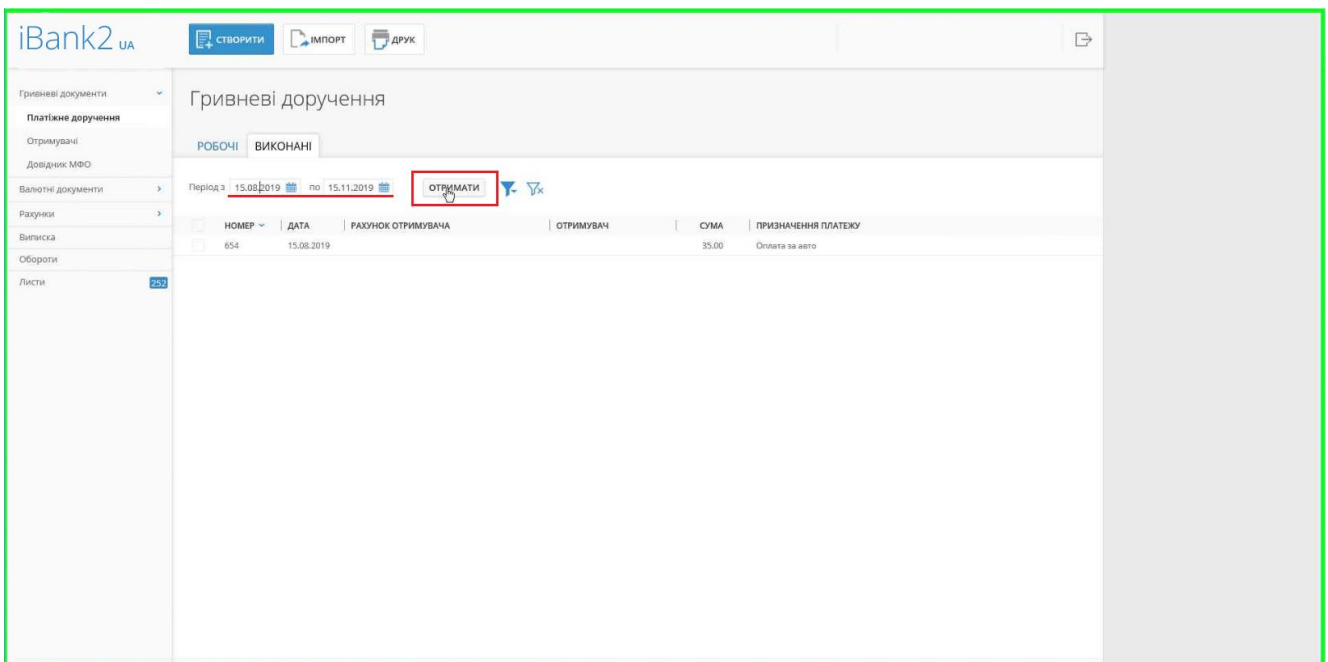 iBank2 UA
СТВОРИТИ ІМПОРТ ДРУК
Гривневі документи
Платіжне доручення
Отримувачі
Довідник МФО
Валютні документи
Рахунки
Виписка
Обороти
Листи 252
Гривневі доручення
РОБОЧІ ВИКОНАНІ
Період з 15.08.2019 по 15.11.2019 ОТРИМАТИ
НОМЕР ДАТА РАХУНОК ОТРИМУВАЧА ОТРИМУВАЧ СУМА ПРИЗНАЧЕННЯ ПЛАТЕЖУ
654 15.08.2019 35.00 Оплата за авто